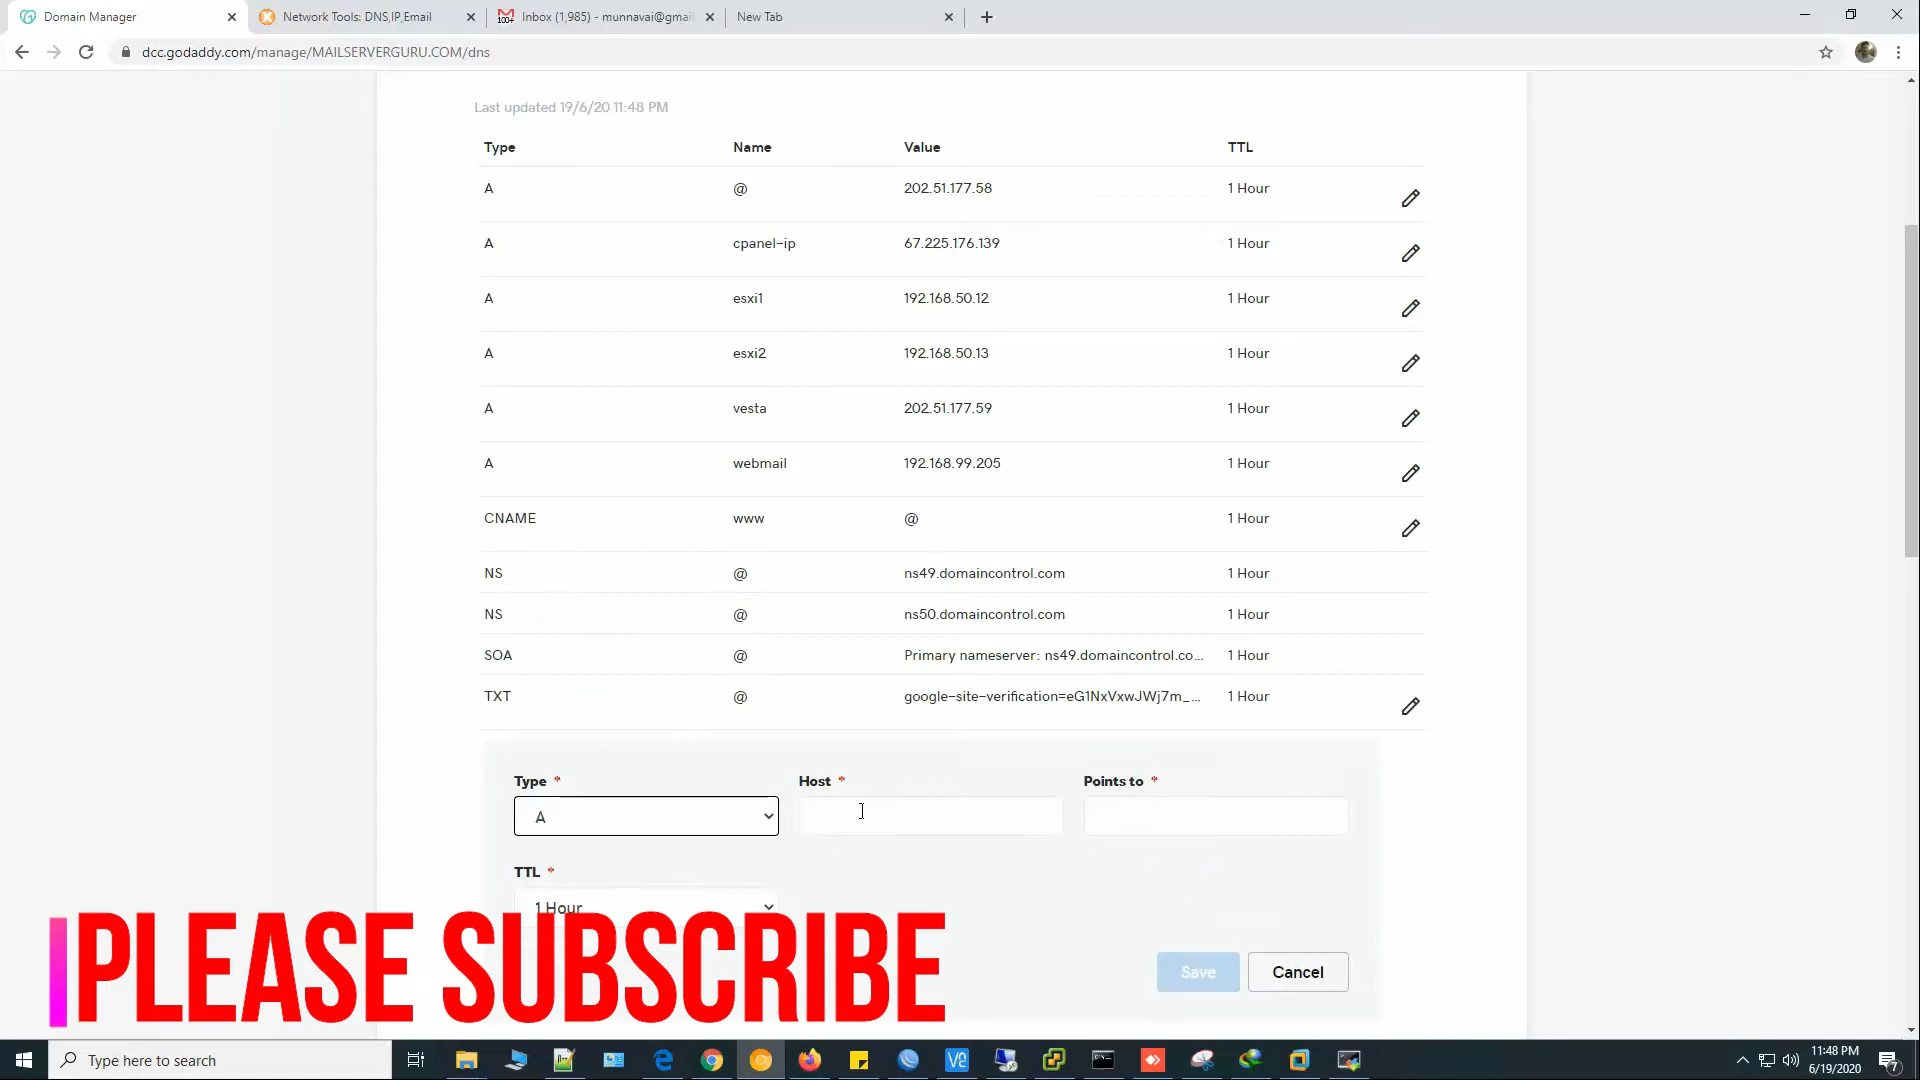 Domain Manager
Network Tools: DNS,IP,Email
100+ Inbox (1,985) - munnavai@gmai
New Tab
dcc.godaddy.com/manage/MAILSERVERGURU.COM/dns
Last updated 19/6/20 11:48 PM
Type Name Value TTL
A @ 202.51.177.58 1 Hour
A cpanel-ip 67.225.176.139 1 Hour
A esxi1 192.168.50.12 1 Hour
A esxi2 192.168.50.13 1 Hour
A vesta 202.51.177.59 1 Hour
A webmail 192.168.99.205 1 Hour
CNAME www @ 1 Hour
NS @ ns49.domaincontrol.com 1 Hour
NS @ ns50.domaincontrol.com 1 Hour
SOA @ Primary nameserver: ns49.domaincontrol.co... 1 Hour
TXT @ google-site-verification=eG1NxVxwJWj7m_... 1 Hour
Type * Host * Points to *
A
TTL *
1 Hour
PLEASE SUBSCRIBE
Save Cancel
Type here to search
11:48 PM
6/19/2020
7